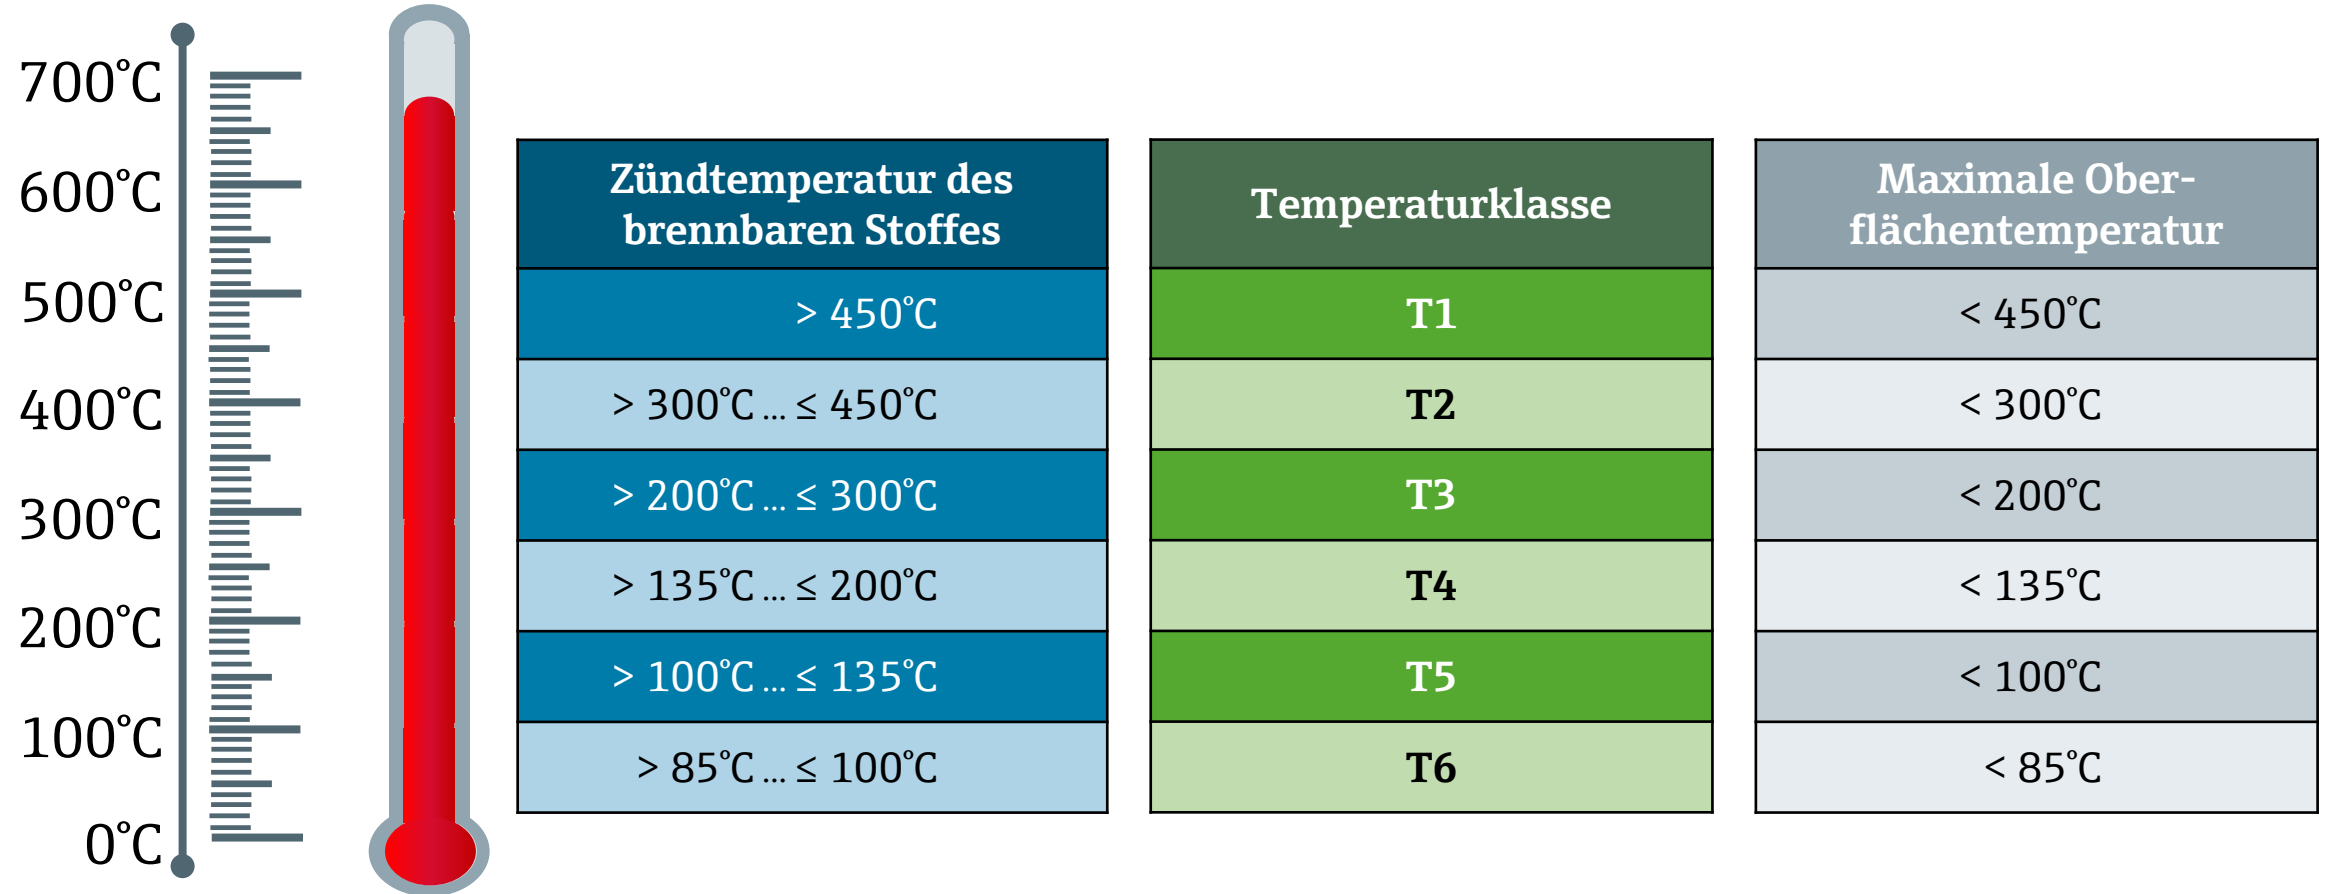 700°C
600°C
500°C
400°C
300°C
200°C
100°C
0°C
Zündtemperatur des
brennbaren Stoffes
Temperaturklasse
Maximale Ober-
flächentemperatur
> 450°C
T1
< 450°C
> 300°C ... ≤ 450°C
T2
< 300°C
> 200°C ... ≤ 300°C
T3
< 200°C
> 135°C ... ≤ 200°C
T4
< 135°C
> 100°C ... ≤ 135°C
T5
< 100°C
> 85°C ... ≤ 100°C
T6
< 85°C